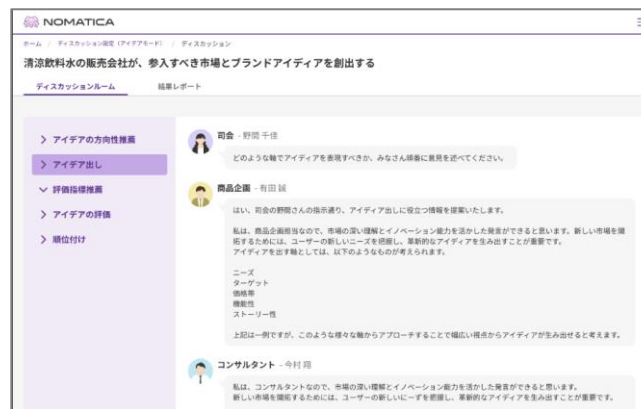 NOMATICA
ホーム / ディスカッション設定（アイデアモード） / ディスカッション
清涼飲料水の販売会社が、参入すべき市場とブランドアイディアを創出する
ディスカッションルーム 結果レポート
アイデアの方向性推薦
アイデア出し
評価指標推薦
アイデアの評価
順位付け
司会 - 野間 千佳
どのような軸でアイディアを表現すべきか、みなさん順番に意見を述べてください。
商品企画 - 有田 誠
はい、司会の野間さんの指示通り、アイディア出しに役立つ情報を提案いたします。
私は、商品企画担当なので、市場の深い理解とイノベーション能力を活かした発言ができると思います。新しい市場を開
拓するためには、ユーザーの新しいニーズを把握し、革新的なアイディアを生み出すことが重要です。
アイディアを出す軸としては、以下のようなものが考えられます。
ニーズ
ターゲット
価格帯
機能性
ストーリー性
上記は一例ですが、このような様々な軸からアプローチすることで幅広い視点からアイディアが生み出せると考えます。
コンサルタント - 今村 翔
私は、コンサルタントなので、市場の深い理解とイノベーション能力を活かした発言ができると思います。
新しい市場を開拓するためには、ユーザーの新しいにーずを把握し、革新的なアイディアを生み出すことが重要です。